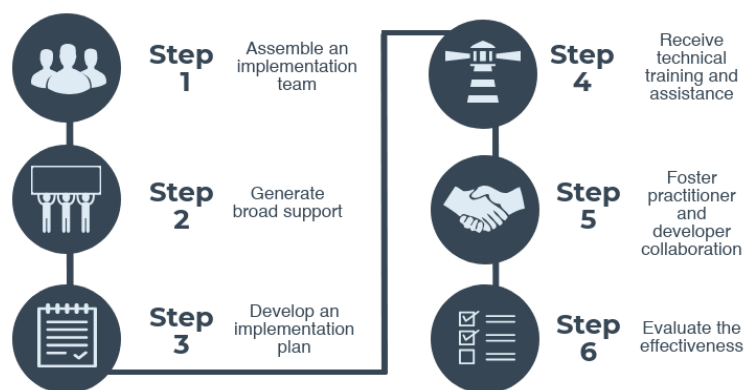 Step
1
Assemble an
implementation
team
Step
2
Generate
broad support
Step
3
Develop an
implementation
plan
Step
4
Receive
technical
training and
assistance
Step
5
Foster
practitioner
and
developer
collaboration
Step
6
Evaluate the
effectiveness